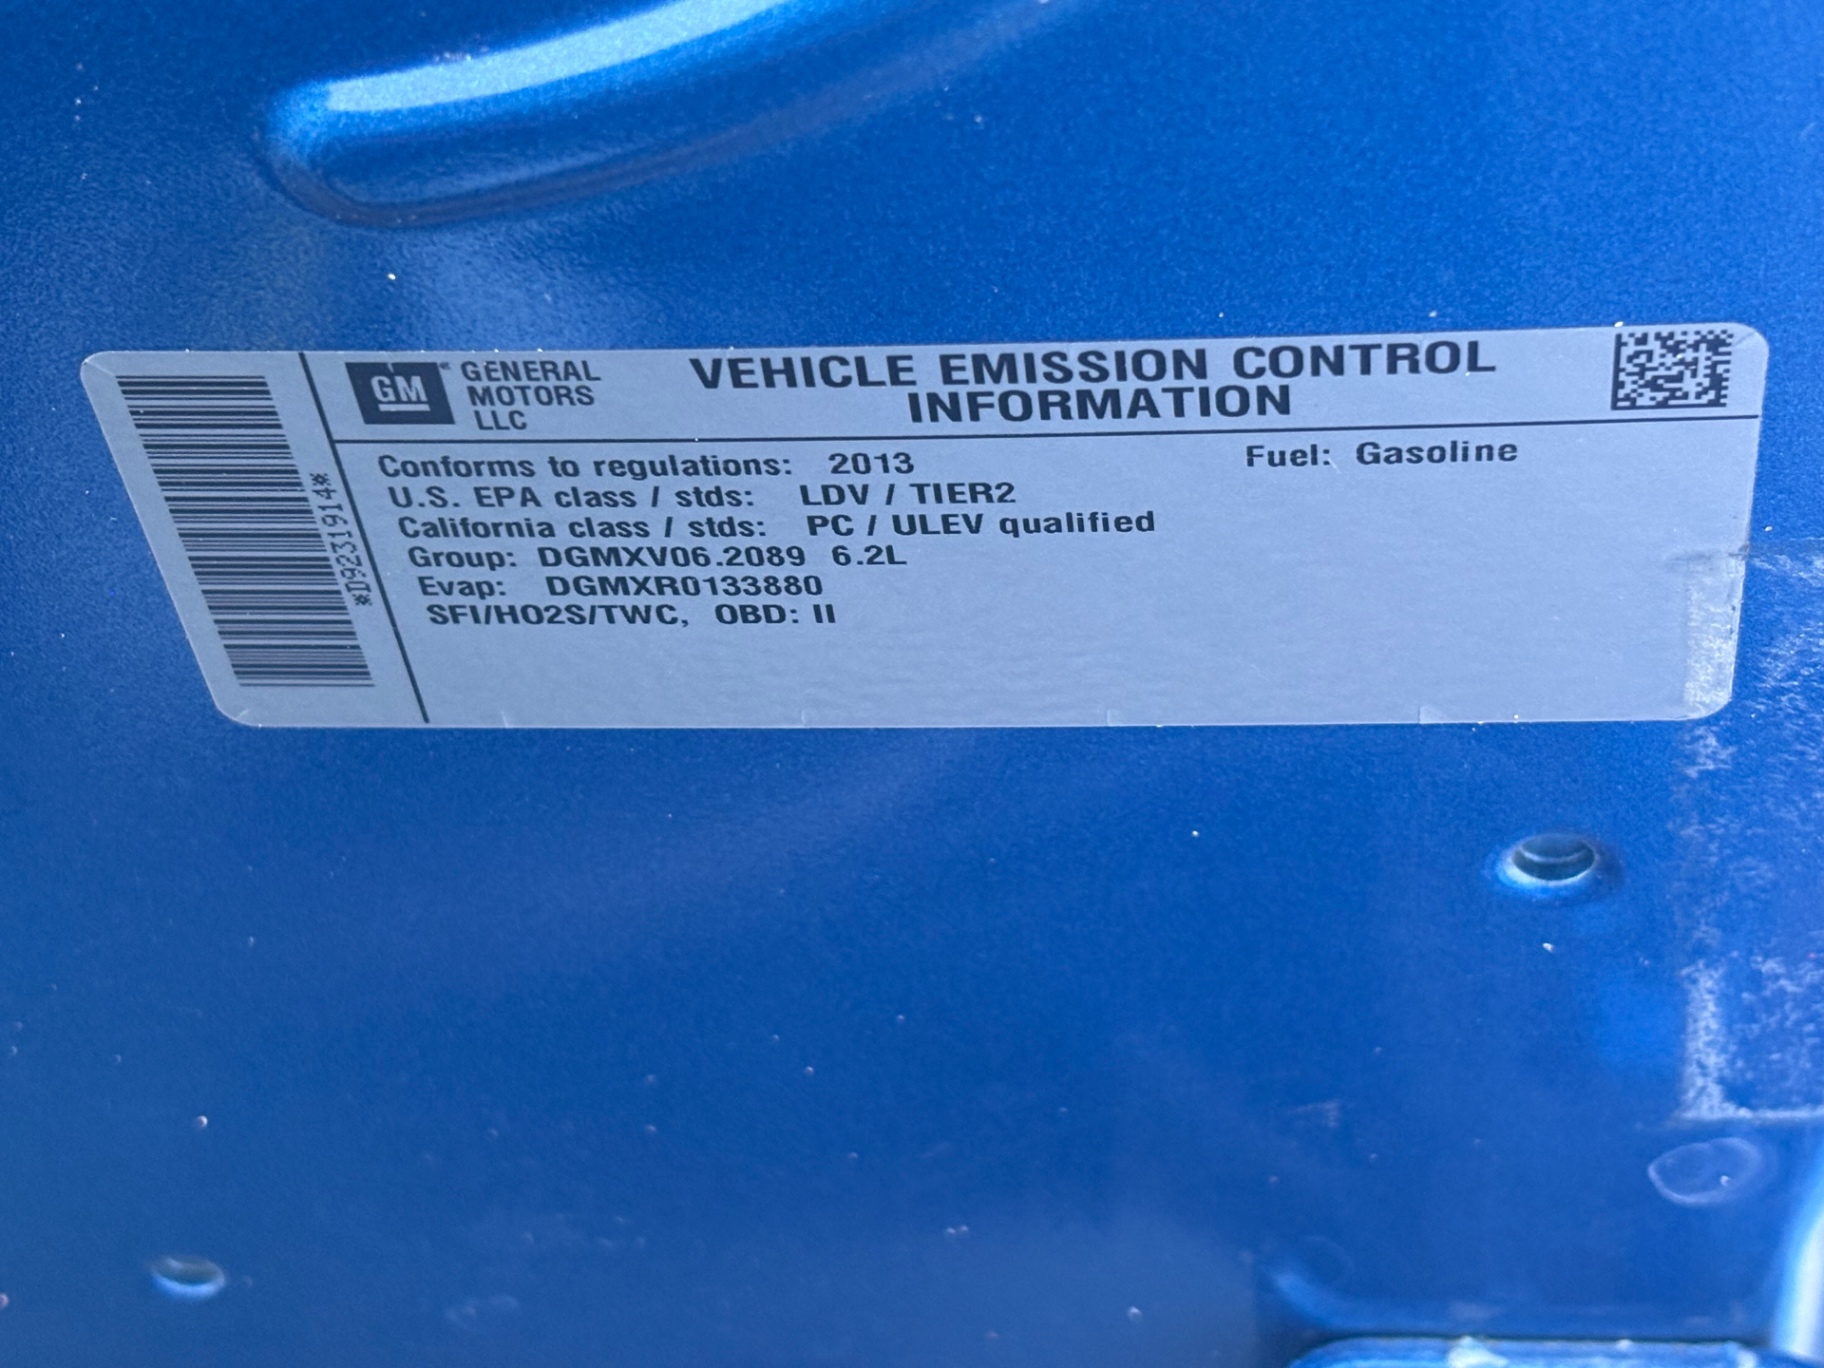 *D9231914*
GM
GENERAL
MOTORS
LLC
VEHICLE EMISSION CONTROL
INFORMATION
Conforms to regulations: 2013
Fuel: Gasoline
U.S. EPA class / stds: LDV / TIER2
California class / stds: PC / ULEV qualified
Group: DGMXV06.2089 6.2L
Evap: DGMXR0133880
SFI/HO2S/TWC, OBD: II